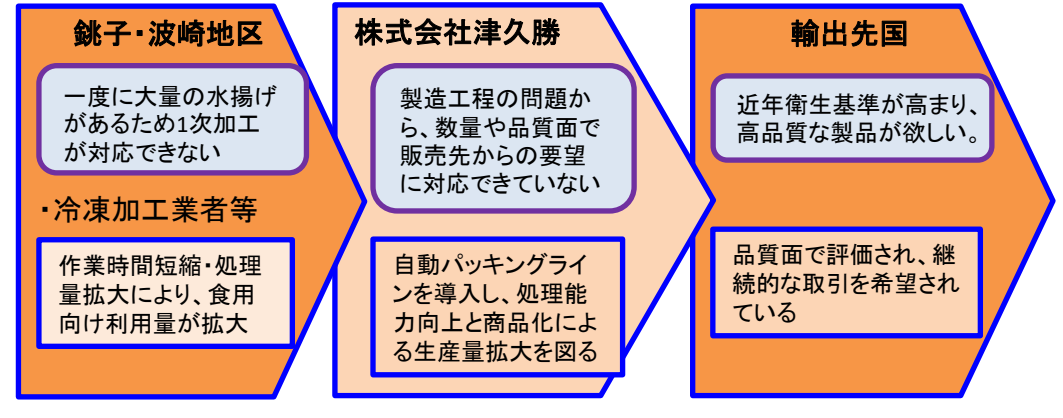 銚子・波崎地区
一度に大量の水揚げ
があるため1次加工
が対応できない
・冷凍加工業者等
作業時間短縮・処理
量拡大により、食用
向け利用量が拡大
株式会社津久勝
製造工程の問題か
ら、数量や品質面で
販売先からの要望
に対応できていない
自動パッキングライ
ンを導入し、処理能
力向上と商品化によ
る生産量拡大を図る
輸出先国
近年衛生基準が高まり、
高品質な製品が欲しい。
品質面で評価され、継
続的な取引を希望され
ている